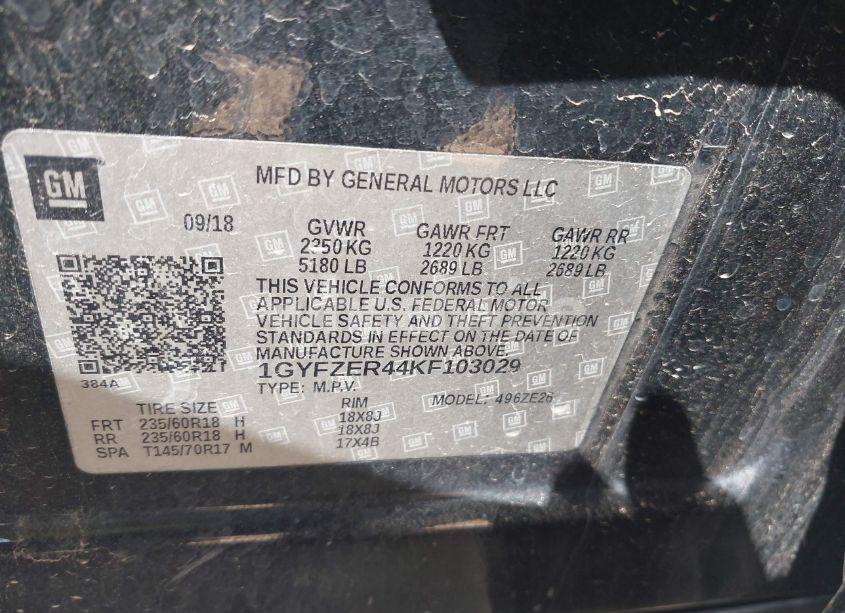 GM
MFD BY GENERAL MOTORS LLC
09/18
GVWR GAWR FRT GAWR RR
2350 KG 1220 KG 1220 KG
5180 LB 2689 LB 2689 LB
THIS VEHICLE CONFORMS TO ALL
APPLICABLE U.S. FEDERAL MOTOR
VEHICLE SAFETY AND THEFT PREVENTION
STANDARDS IN EFFECT ON THE DATE OF
MANUFACTURE SHOWN ABOVE.
1GYFZER44KF103029
384A
TYPE: M.P.V. MODEL: 496ZE26
TIRE SIZE RIM
FRT 235/60R18 H 18X8J
RR 235/60R18 H 18X8J
SPA T145/70R17 M 17X4B